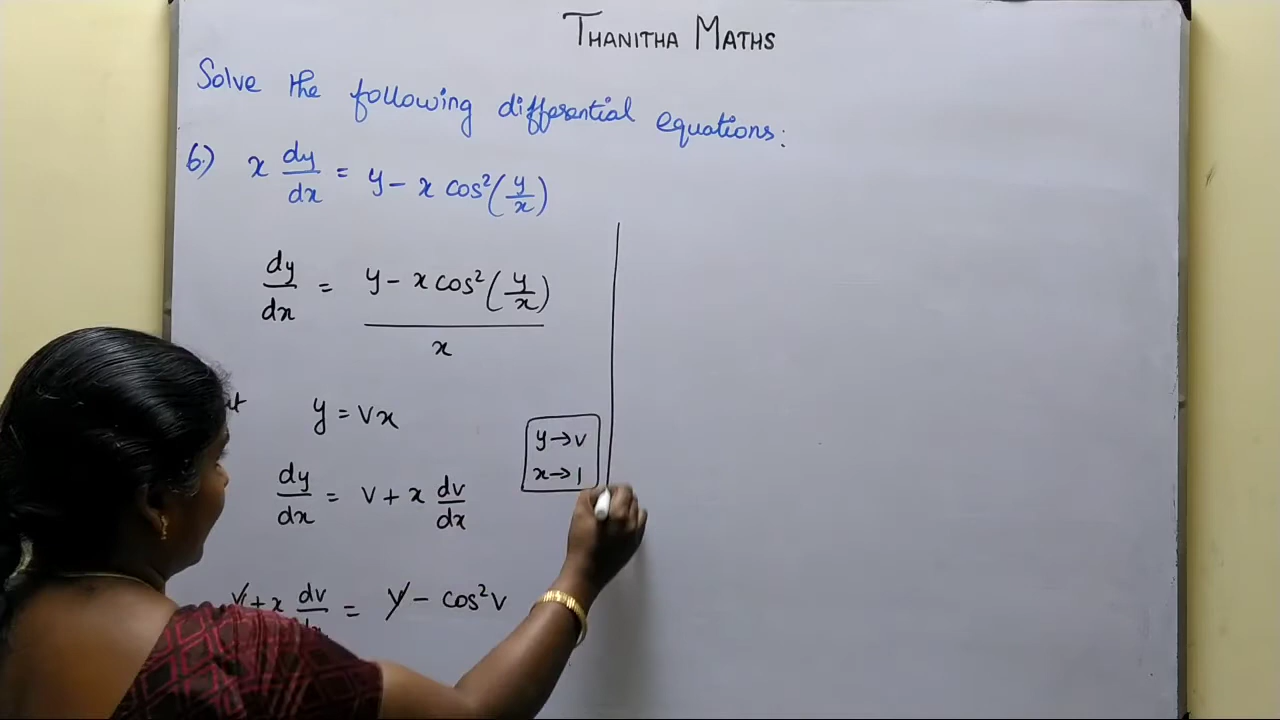 THANITHA MATHS
Solve the following differential equations:
6.) x dy/dx = y - x cos²(y/x)
dy/dx = (y - x cos²(y/x))/x
y = vx
y→v
x→1
dy/dx = v + x dv/dx
v + x dv/dx = v - cos²v